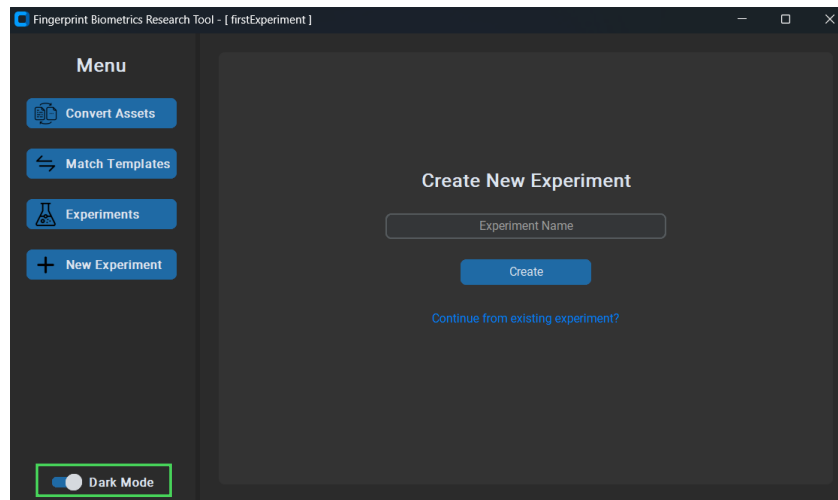 Fingerprint Biometrics Research Tool - [ firstExperiment ]
Menu
Convert Assets
Match Templates
Experiments
New Experiment
Dark Mode
Create New Experiment
Experiment Name
Create
Continue from existing experiment?